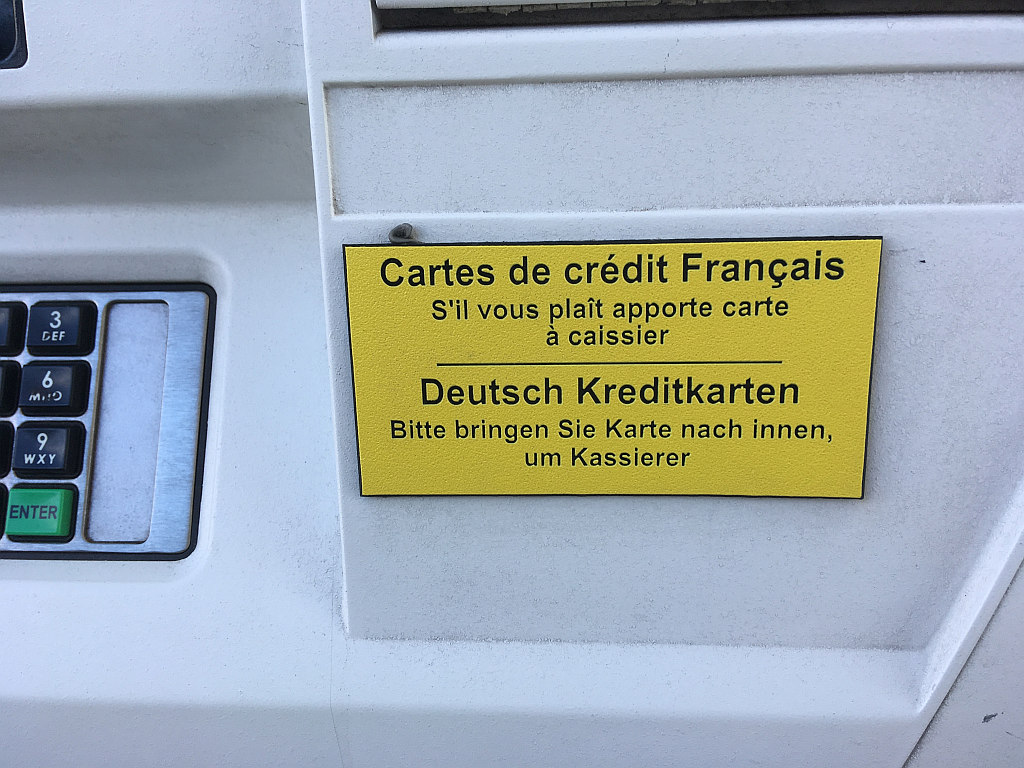 3
DEF
6
MNO
9
WXY
ENTER
Cartes de crédit Français
S'il vous plaît apporte carte
à caissier
Deutsch Kreditkarten
Bitte bringen Sie Karte nach innen,
um Kassierer